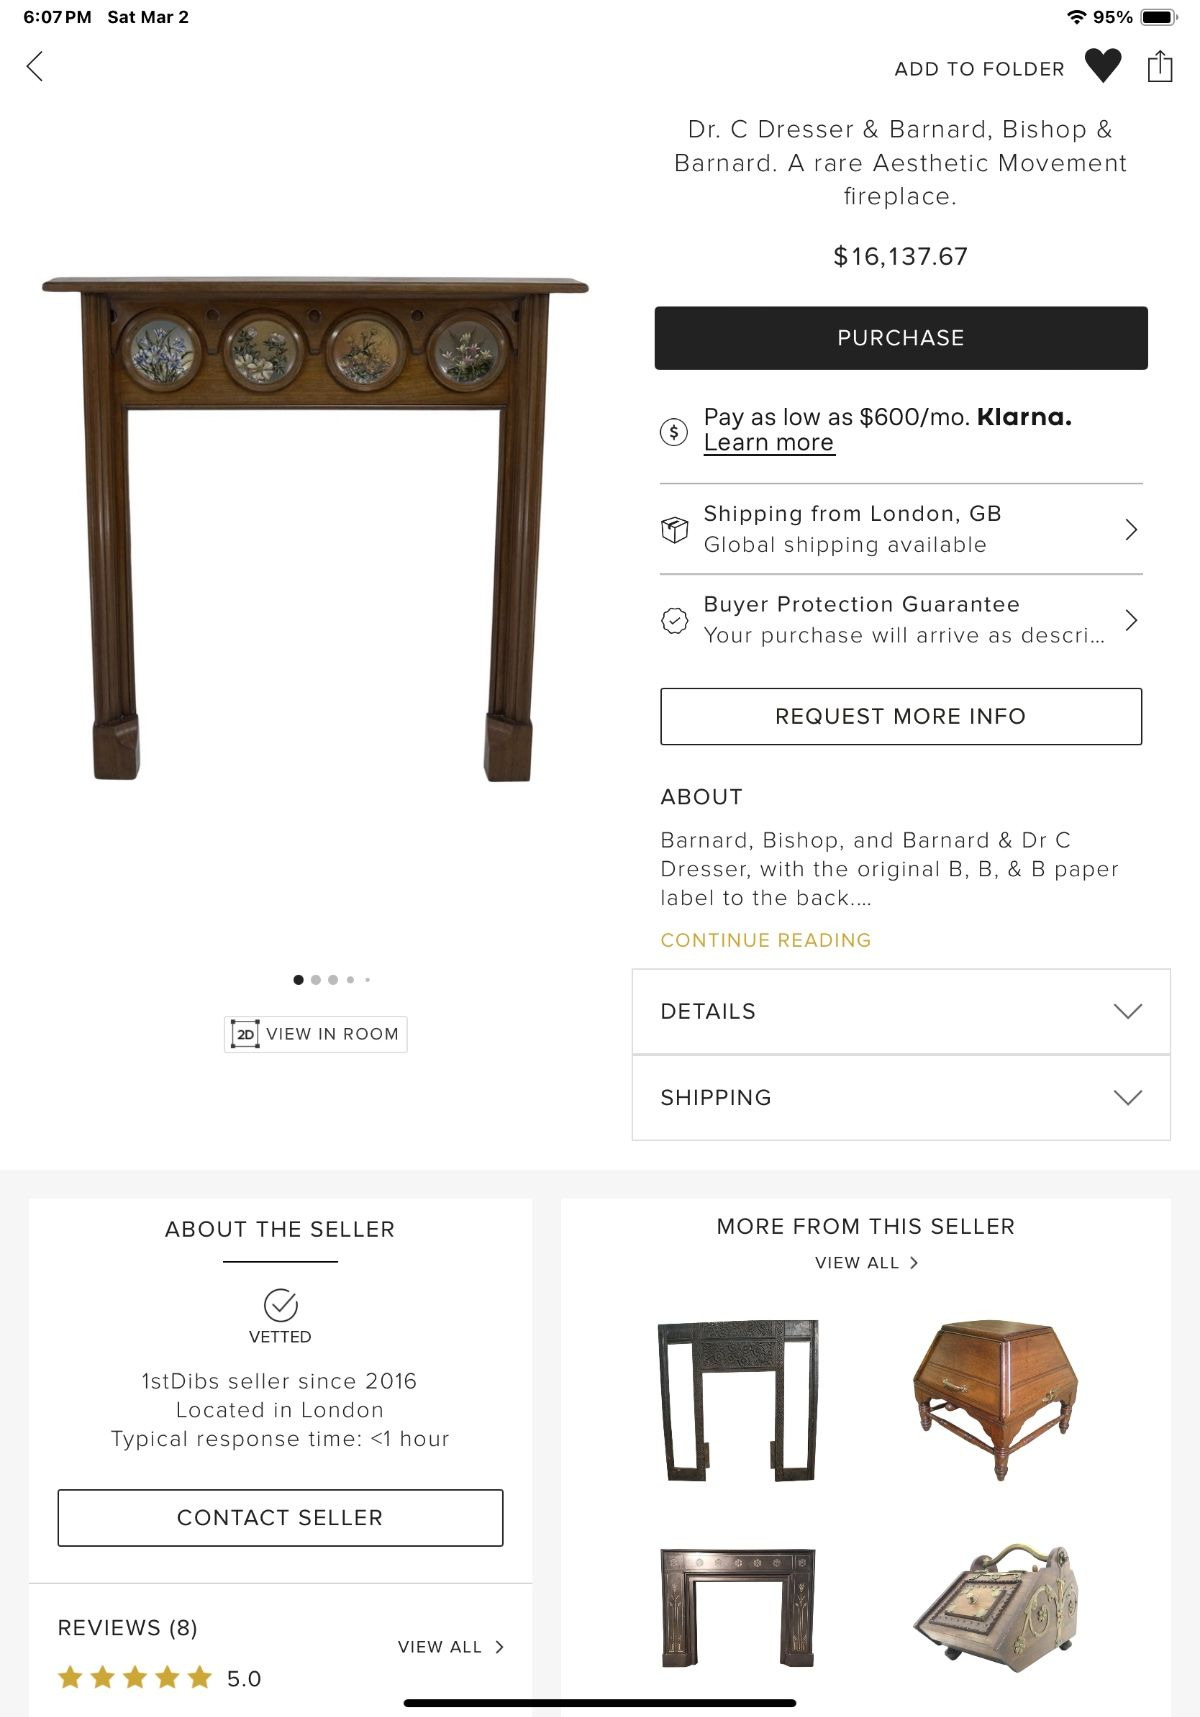 6:07 PM Sat Mar 2
95%
ADD TO FOLDER
Dr. C Dresser & Barnard, Bishop &
Barnard. A rare Aesthetic Movement
fireplace.
$16,137.67
PURCHASE
$
Pay as low as $600/mo. Klarna.
Learn more
Shipping from London, GB
Global shipping available
Buyer Protection Guarantee
Your purchase will arrive as descri...
REQUEST MORE INFO
ABOUT
Barnard, Bishop, and Barnard & Dr C
Dresser, with the original B, B, & B paper
label to the back....
CONTINUE READING
2D VIEW IN ROOM
DETAILS
SHIPPING
ABOUT THE SELLER
VETTED
1stDibs seller since 2016
Located in London
Typical response time: <1 hour
CONTACT SELLER
REVIEWS (8)
VIEW ALL >
5.0
MORE FROM THIS SELLER
VIEW ALL >